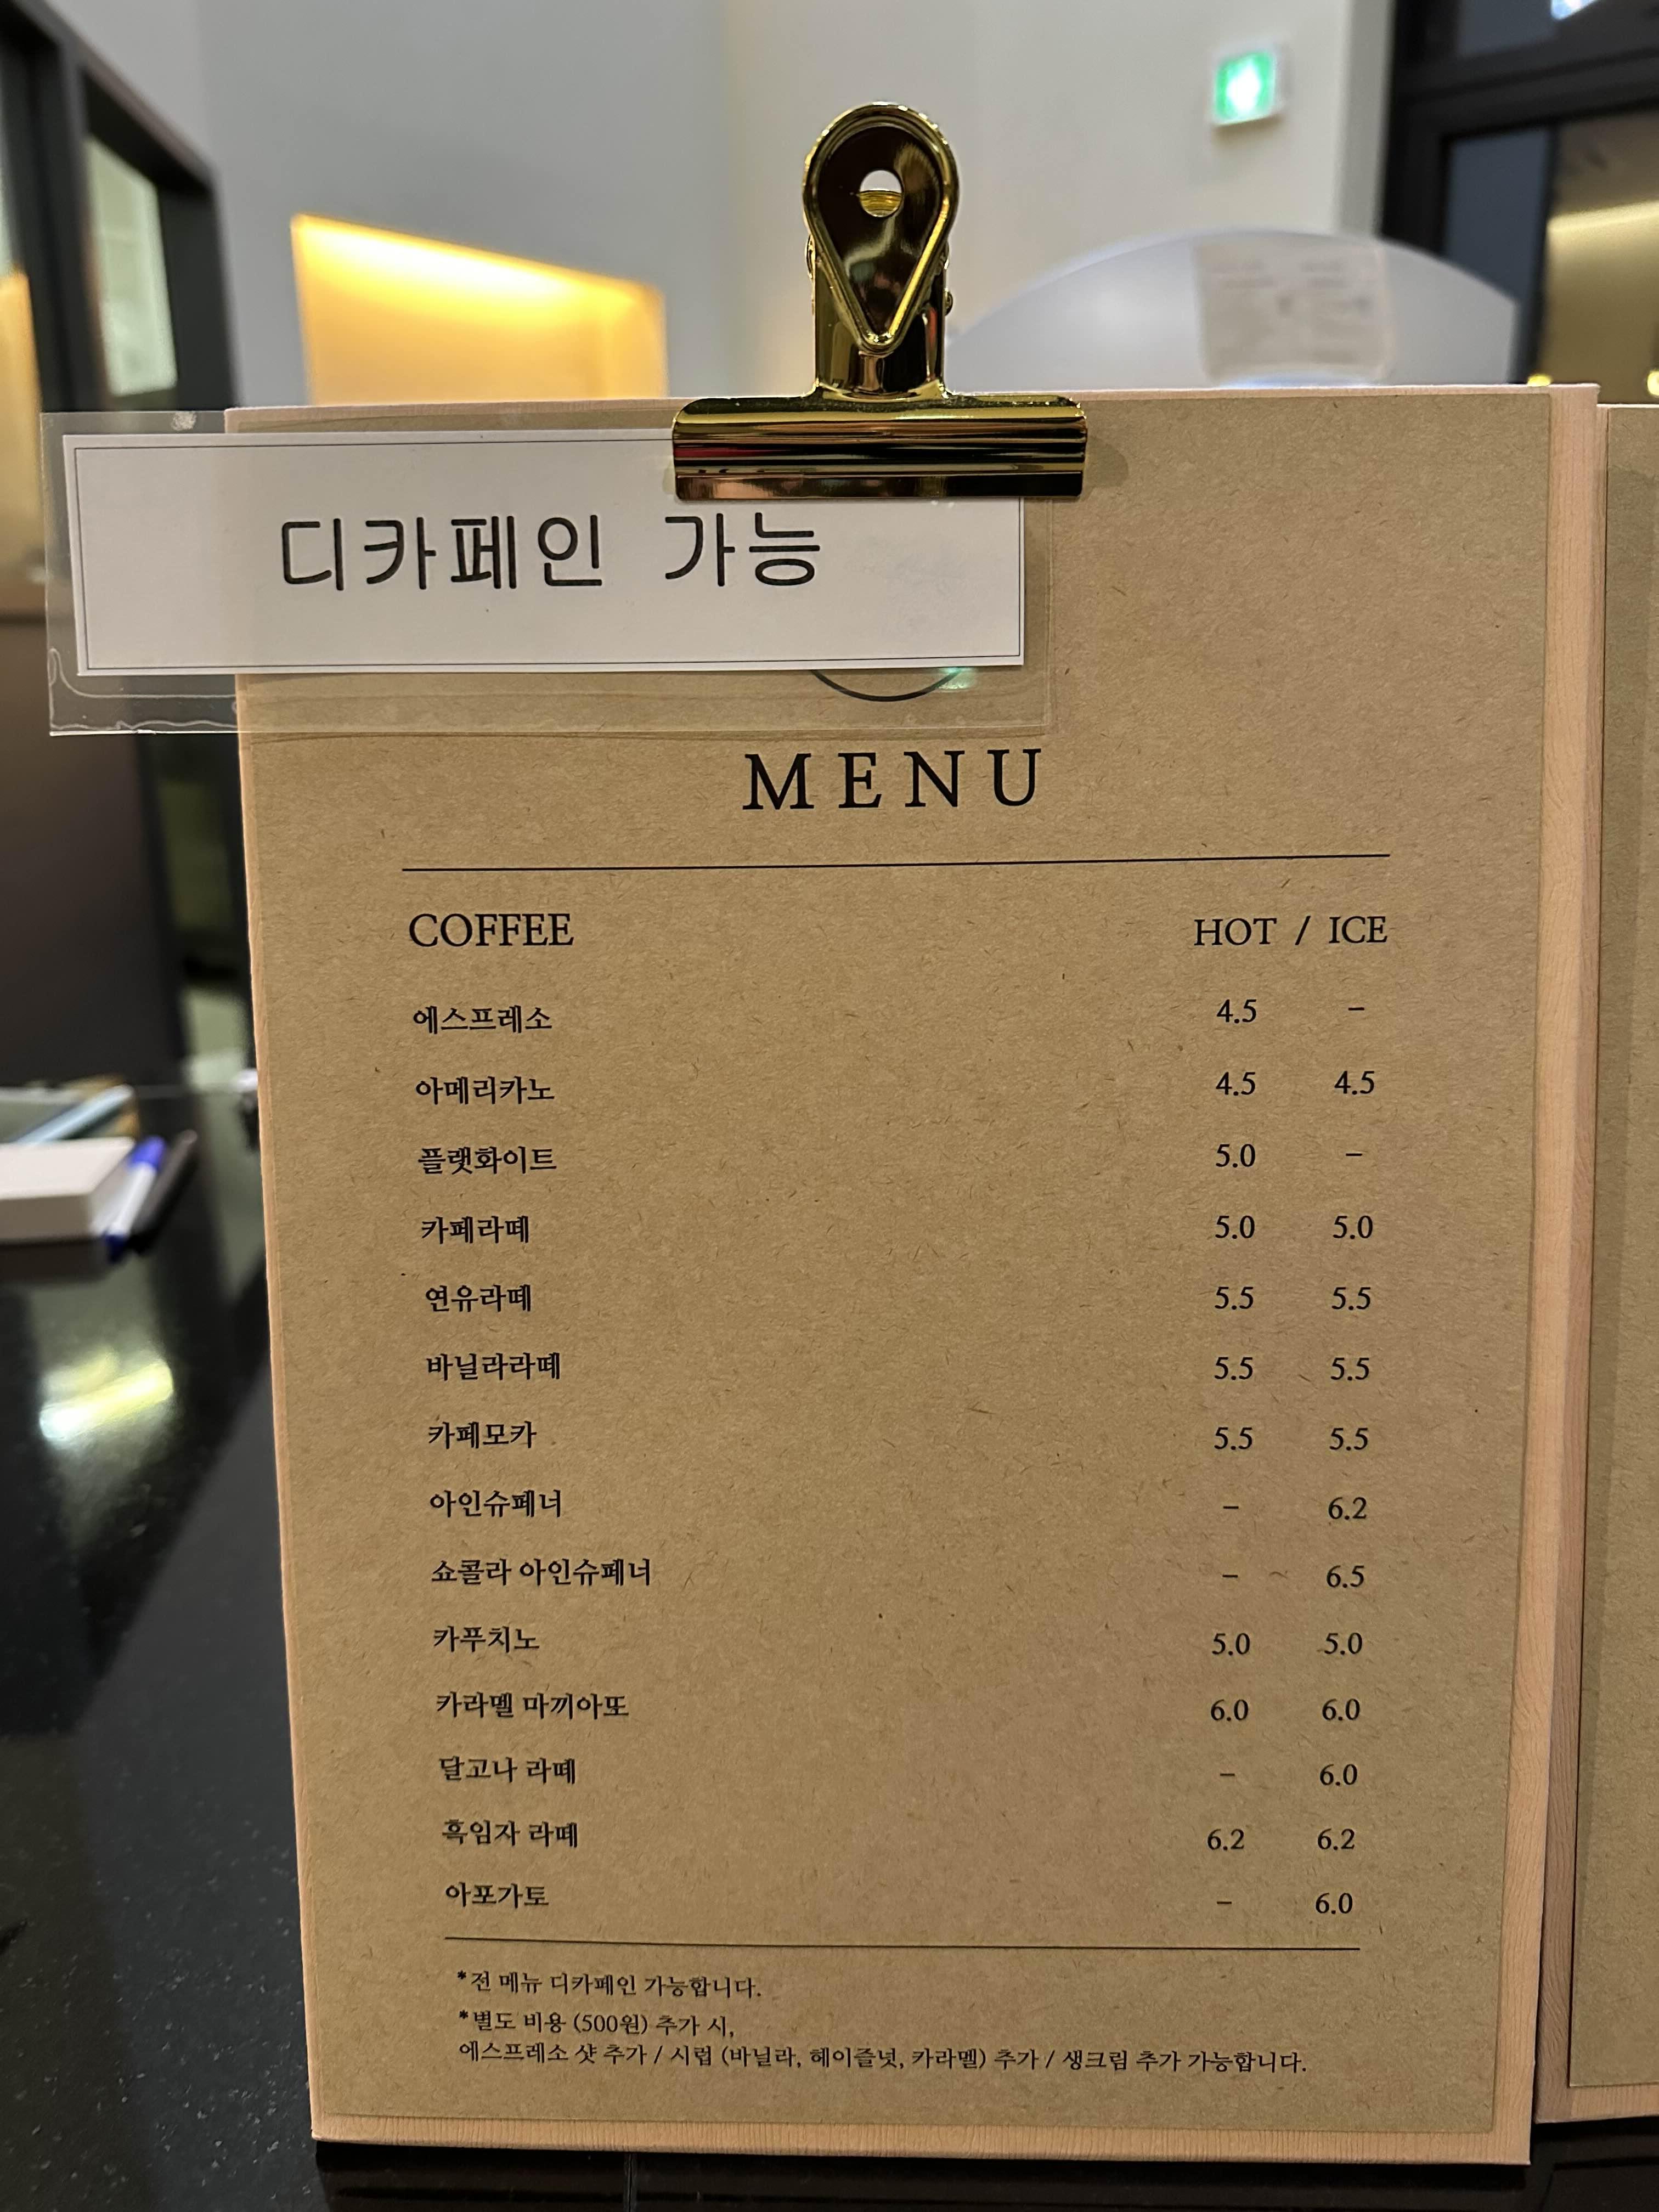 디카페인 가능
MENU
COFFEE HOT / ICE
에스프레소 4.5 –
아메리카노 4.5 4.5
플랫화이트 5.0 –
카페라떼 5.0 5.0
연유라떼 5.5 5.5
바닐라라떼 5.5 5.5
카페모카 5.5 5.5
아인슈페너 – 6.2
쇼콜라 아인슈페너 – 6.5
카푸치노 5.0 5.0
카라멜 마끼아또 6.0 6.0
달고나 라떼 – 6.0
흑임자 라떼 6.2 6.2
아포가토 – 6.0
*전 메뉴 디카페인 가능합니다.
*별도 비용 (500원) 추가 시,
에스프레소 샷 추가 / 시럽 (바닐라, 헤이즐넛, 카라멜) 추가 / 생크림 추가 가능합니다.